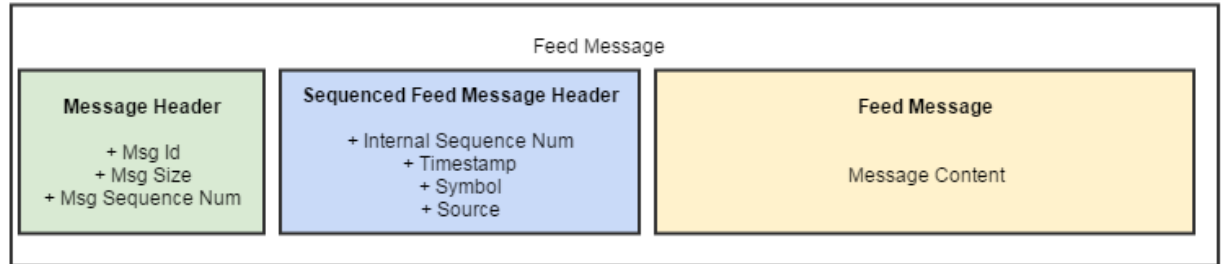 Feed Message
Message Header
+ Msg Id
+ Msg Size
+ Msg Sequence Num
Sequenced Feed Message Header
+ Internal Sequence Num
+ Timestamp
+ Symbol
+ Source
Feed Message
Message Content